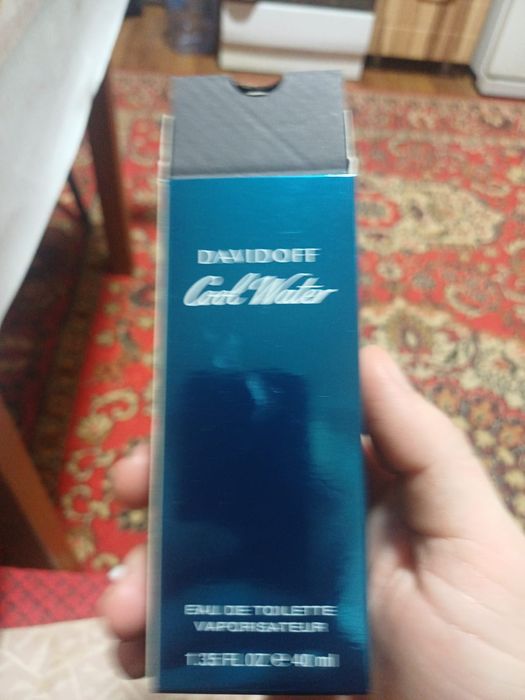 DAVIDOFF
Cool Water
EAU DE TOILETTE
VAPORISATEUR
1.35 FL.OZ ℮ 40 ml